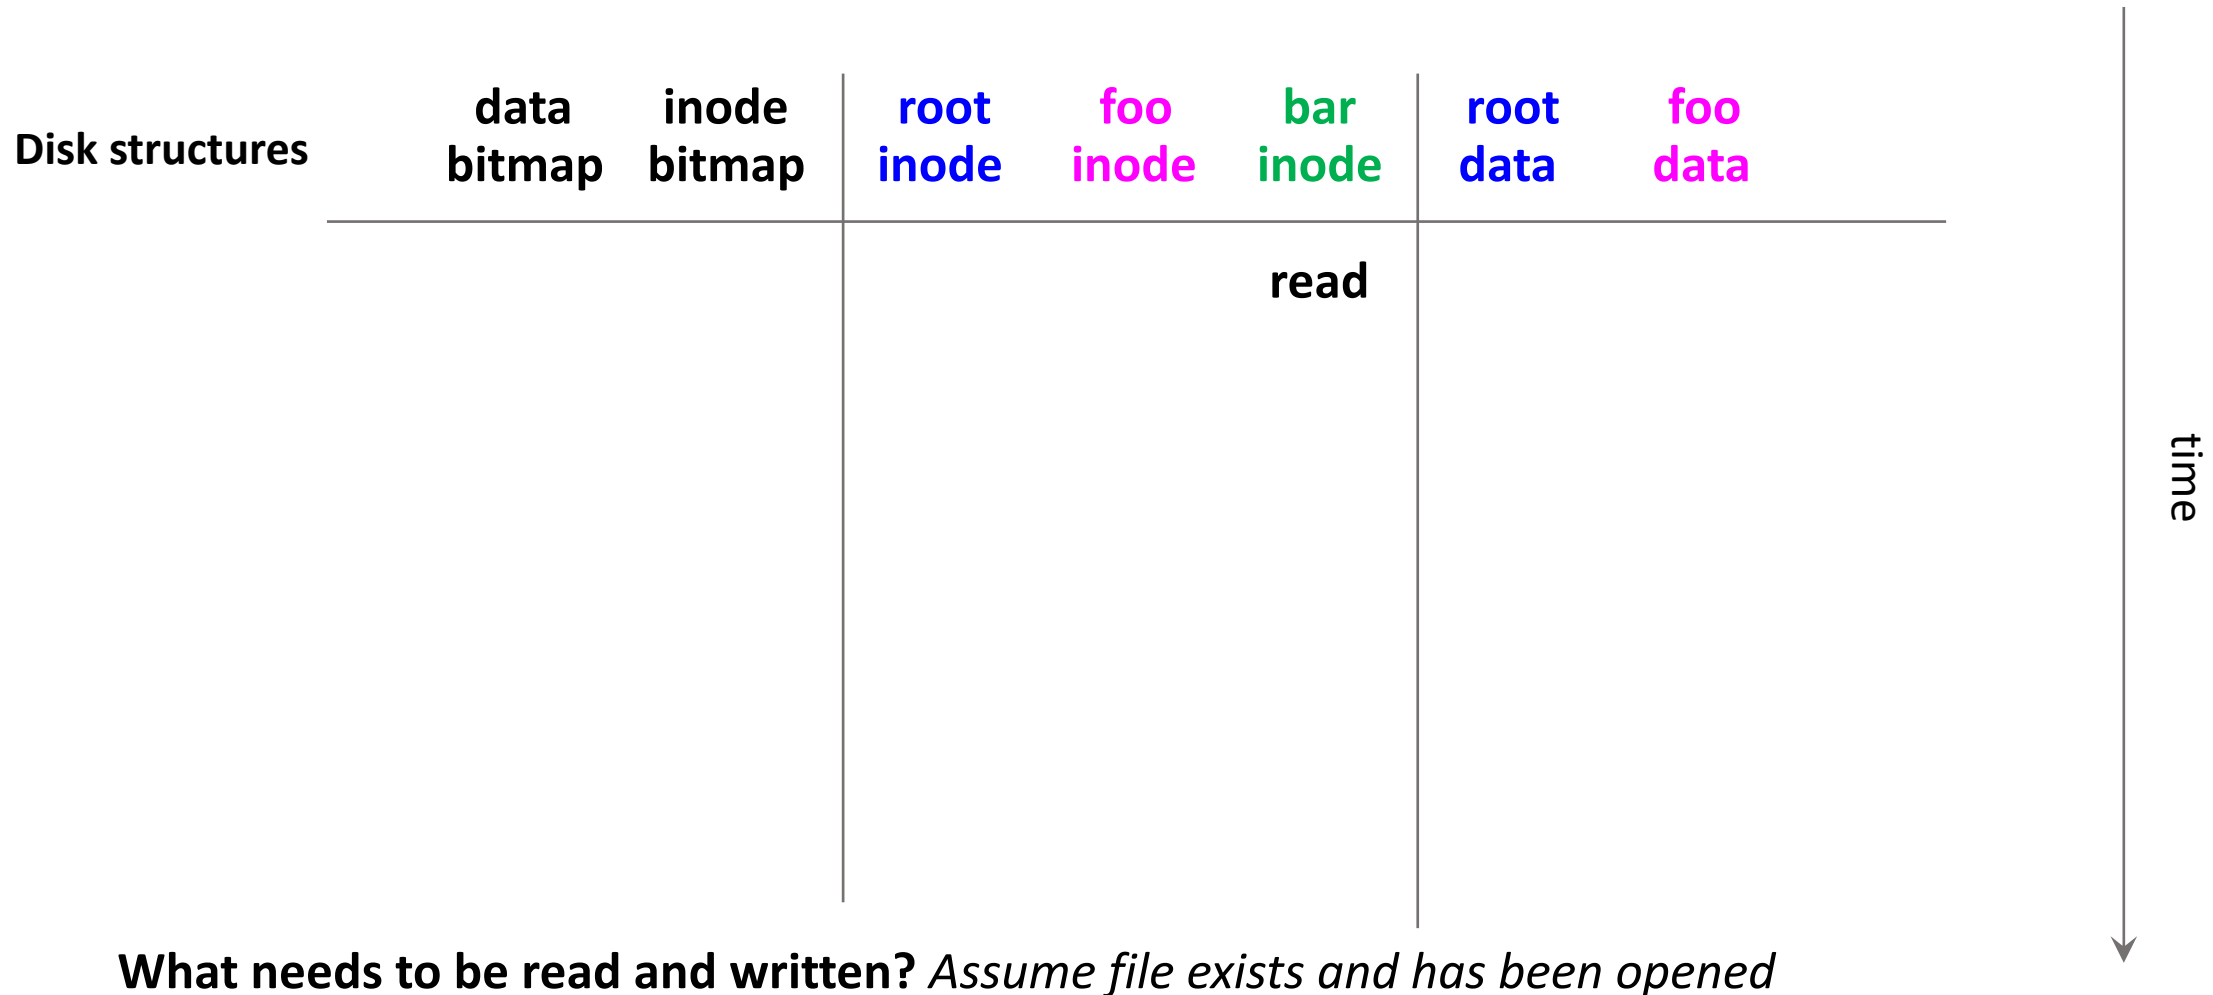 Disk structures
data bitmap
inode bitmap
root inode
foo inode
bar inode
root data
foo data
read
time
What needs to be read and written? Assume file exists and has been opened